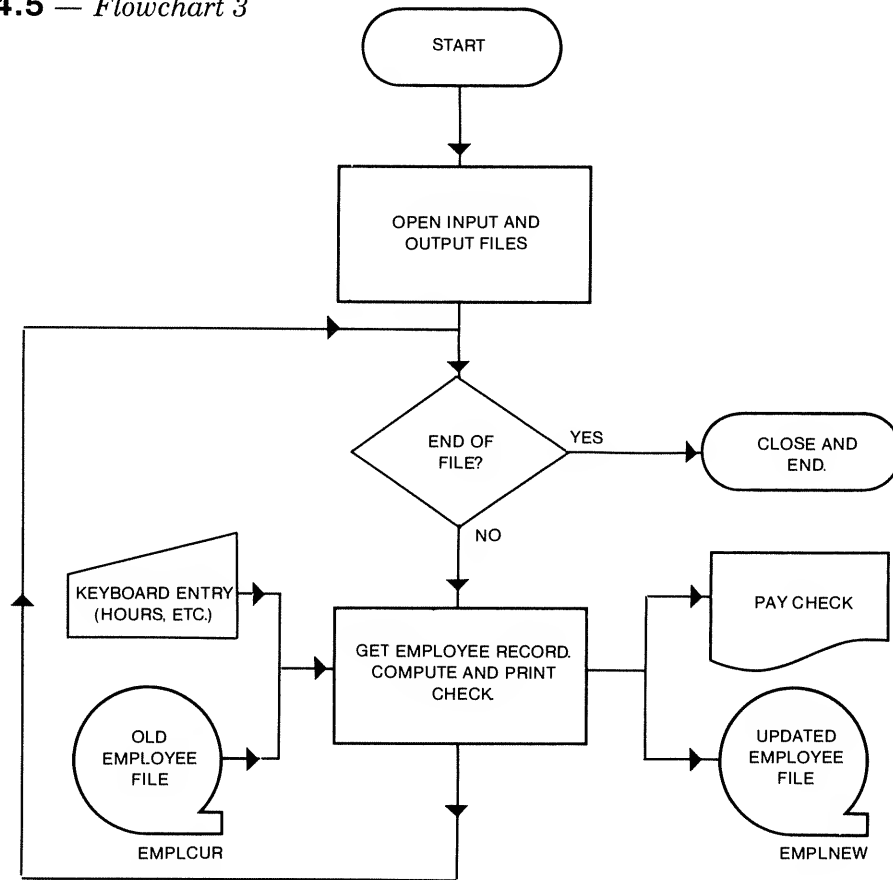 4.5 — Flowchart 3
START
OPEN INPUT AND
OUTPUT FILES
END OF
FILE?
YES
CLOSE AND
END.
NO
KEYBOARD ENTRY
(HOURS, ETC.)
GET EMPLOYEE RECORD.
COMPUTE AND PRINT
CHECK.
PAY CHECK
OLD
EMPLOYEE
FILE
EMPLCUR
UPDATED
EMPLOYEE
FILE
EMPLNEW